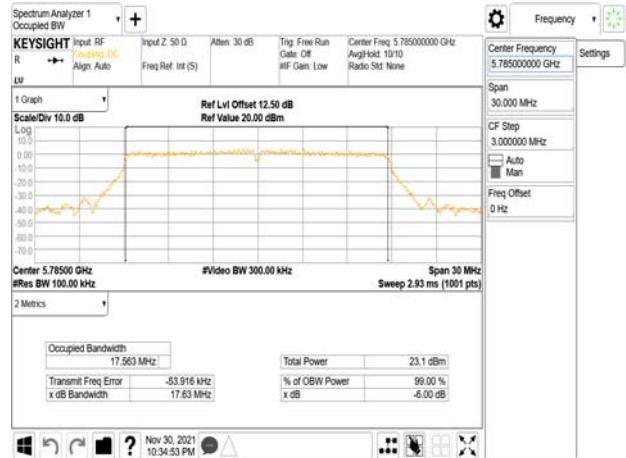 Spectrum Analyzer 1
Occupied BW
Frequency
KEYSIGHT
R
Input: RF
Coupling: DC
Align: Auto
Input Z: 50 Ω
Freq Ref: Int (S)
Atten: 30 dB
Trig: Free Run
Gate: Off
#IF Gain: Low
Center Freq: 5.785000000 GHz
Avg|Hold: 10/10
Radio Std: None
Center Frequency
5.785000000 GHz
Settings
Span
30.000 MHz
CF Step
3.000000 MHz
Auto
Man
Freq Offset
0 Hz
1 Graph
Scale/Div 10.0 dB
Ref Lvl Offset 12.50 dB
Ref Value 20.00 dBm
Log
10.0
0.00
-10.0
-20.0
-30.0
-40.0
-50.0
-60.0
-70.0
Center 5.78500 GHz
#Res BW 100.00 kHz
#Video BW 300.00 kHz
Span 30 MHz
Sweep 2.93 ms (1001 pts)
2 Metrics
Occupied Bandwidth
17.563 MHz
Total Power 23.1 dBm
Transmit Freq Error -53.916 kHz
% of OBW Power 99.00 %
x dB Bandwidth 17.63 MHz
x dB -6.00 dB
?
Nov 30, 2021
10:34:53 PM